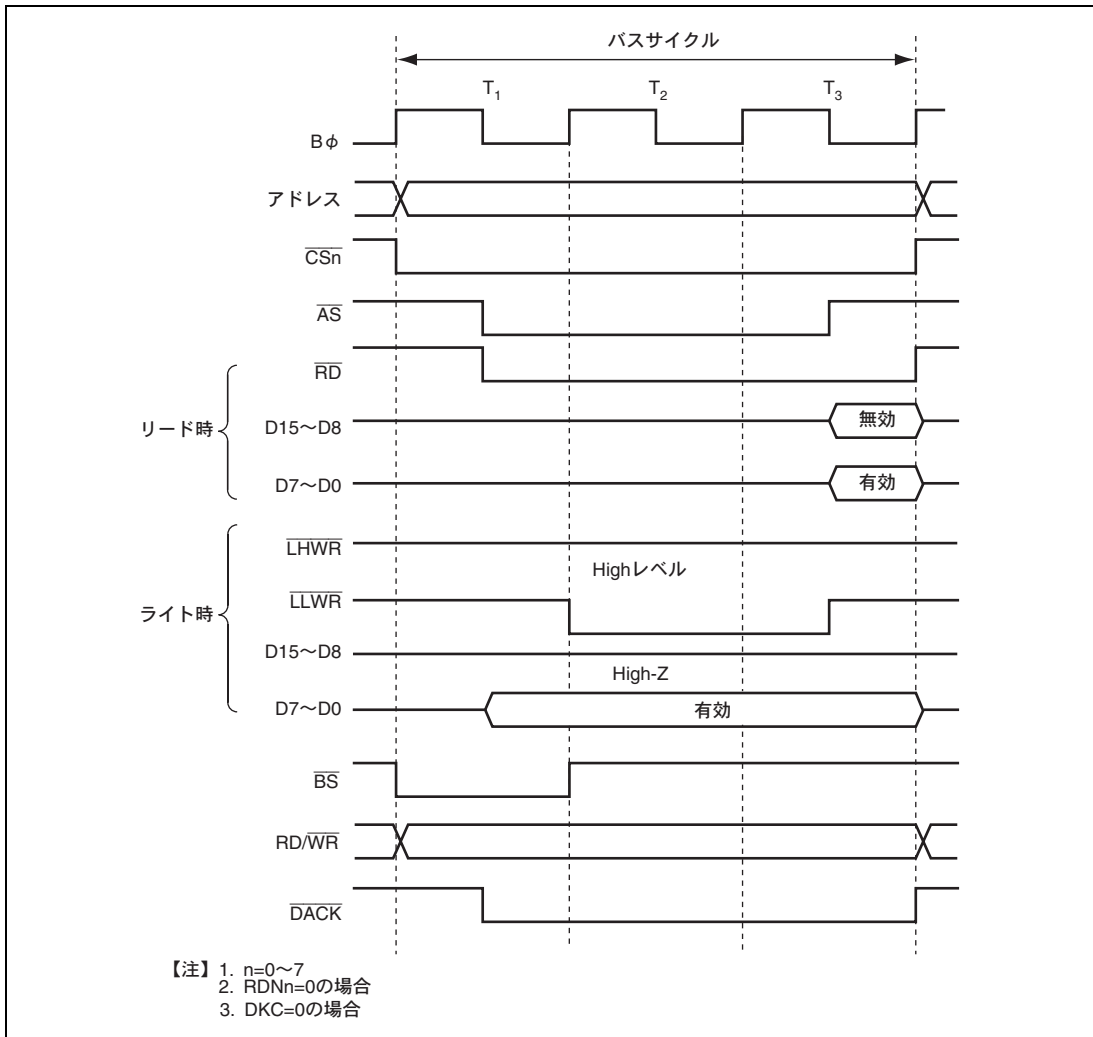 バスサイクル
T1 T2 T3
Bφ
アドレス
CSn
AS
RD
リード時
D15～D8
無効
D7～D0
有効
LHWR
Highレベル
ライト時
LLWR
D15～D8
High-Z
D7～D0
有効
BS
RD/WR
DACK
【注】1. n=0～7
2. RDNn=0の場合
3. DKC=0の場合